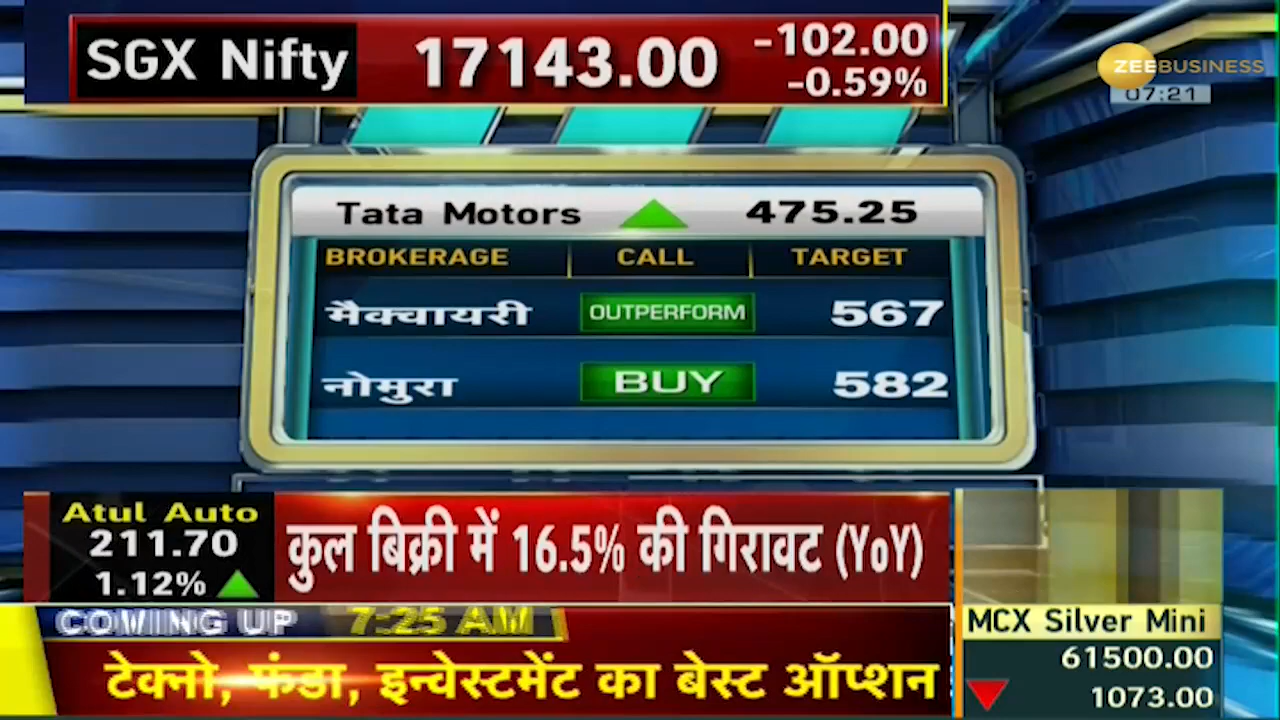 SGX Nifty 17143.00 -102.00
-0.59%
ZEEBUSINESS
07:21
Tata Motors 475.25
BROKERAGE CALL TARGET
मैक्वायरी OUTPERFORM 567
नोमुरा BUY 582
Atul Auto
211.70
1.12%
कुल बिक्री में 16.5% की गिरावट (YoY)
COMING UP 7:25 AM
टेक्नो, फंडा, इन्वेस्टमेंट का बेस्ट ऑप्शन
MCX Silver Mini
61500.00
1073.00